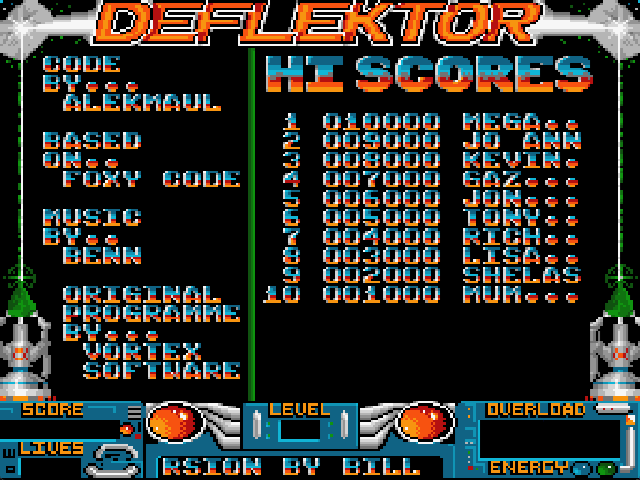 DEFLEKTOR
CODE
BY...
ALEKMAUL
BASED
ON..
FOXY CODE
MUSIC
BY..
BENN
ORIGINAL
PROGRAMME
BY...
VORTEX
SOFTWARE
HI SCORES
1 010000 MEGA..
2 009000 JO ANN
3 008000 KEVIN.
4 007000 GAZ...
5 006000 JON...
6 005000 TONY..
7 004000 RICH..
8 003000 LISA..
9 002000 SHELAS
10 001000 MUM...
SCORE
LIVES
LEVEL
OVERLOAD
ENERGY
RSION BY BILL